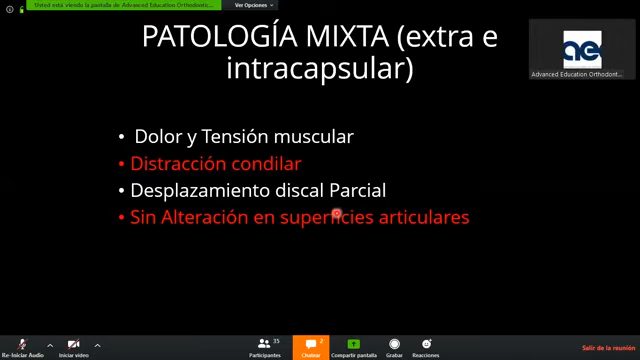 Usted está viendo la pantalla de Advanced Education Orthodontic...
Ver Opciones
PATOLOGÍA MIXTA (extra e
intracapsular)
ae
Advanced Education Orthodont...
• Dolor y Tensión muscular
• Distracción condilar
• Desplazamiento discal Parcial
• Sin Alteración en superficies articulares
Re-Iniciar Audio
Iniciar video
35
Participantes
2
Chatear
Compartir pantalla
Grabar
Reacciones
Salir de la reunión